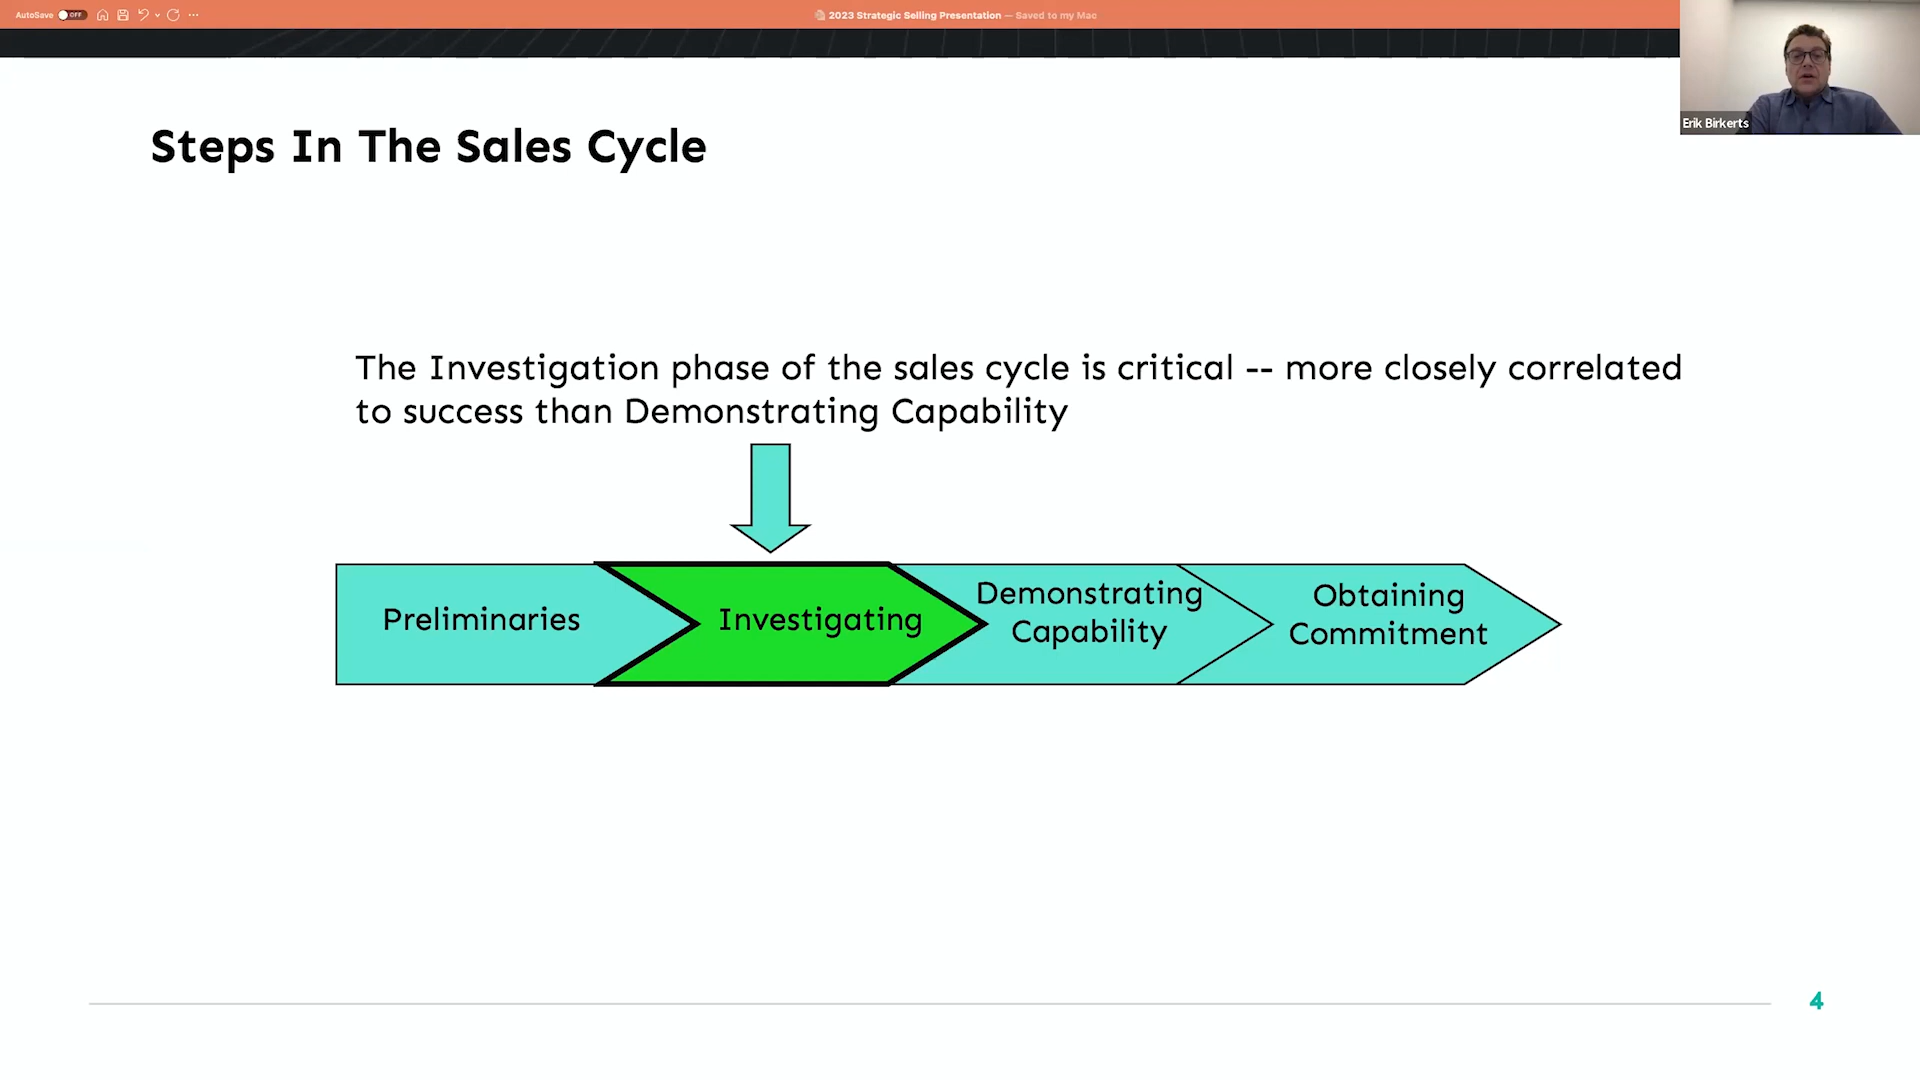 AutoSave OFF
2023 Strategic Selling Presentation — Saved to my Mac
Erik Birkerts
Steps In The Sales Cycle
The Investigation phase of the sales cycle is critical -- more closely correlated
to success than Demonstrating Capability
Preliminaries
Investigating
Demonstrating
Capability
Obtaining
Commitment
4